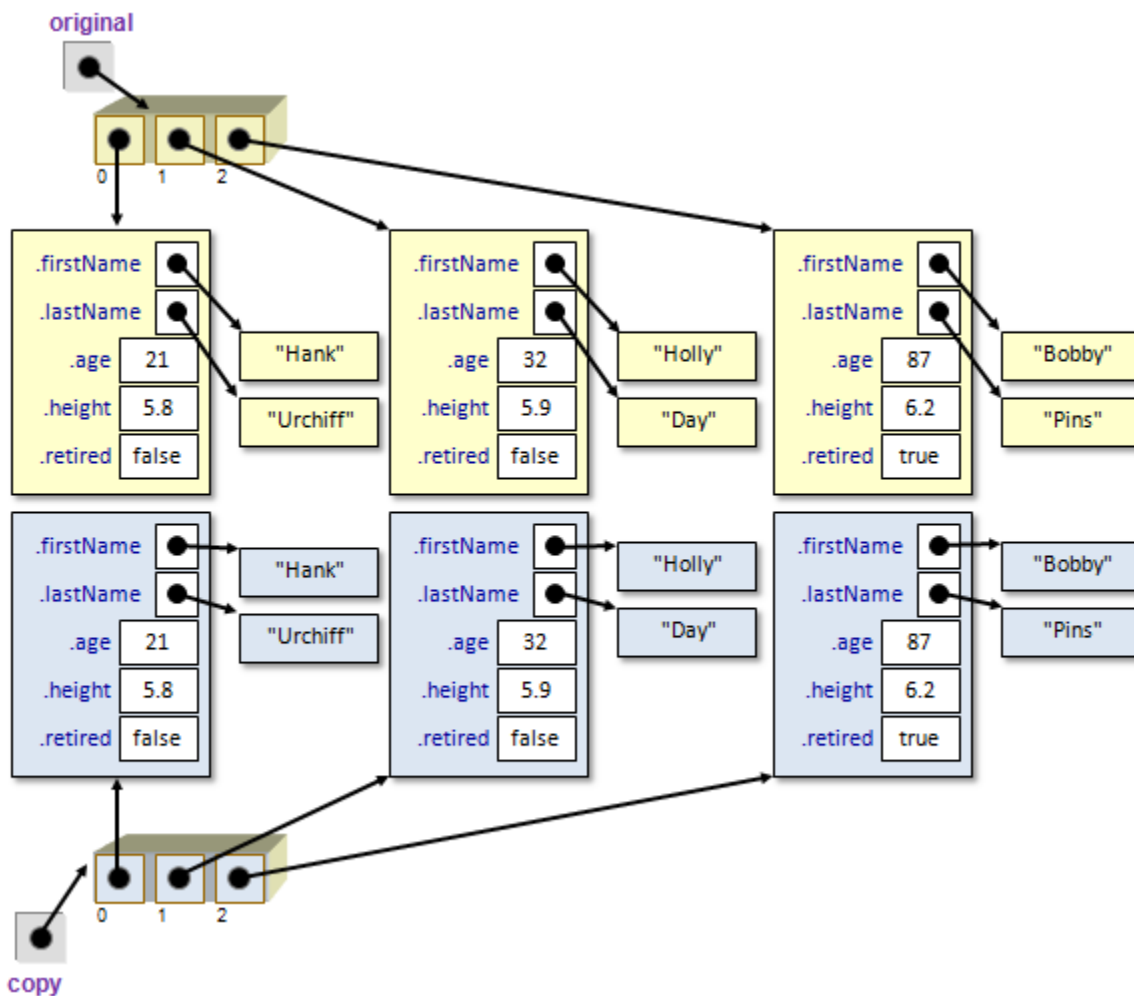 original
0 1 2
.firstName .firstName .firstName
.lastName .lastName .lastName
"Hank" "Holly" "Bobby"
.age 21 .age 32 .age 87
.height 5.8 .height 5.9 .height 6.2
"Urchiff" "Day" "Pins"
.retired false .retired false .retired true
.firstName .firstName .firstName
"Hank" "Holly" "Bobby"
.lastName .lastName .lastName
"Urchiff" "Day" "Pins"
.age 21 .age 32 .age 87
.height 5.8 .height 5.9 .height 6.2
.retired false .retired false .retired true
0 1 2
copy